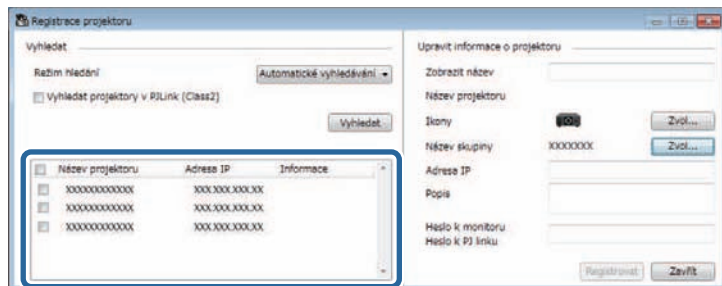 Registrace projektoru
Vyhledat
Režim hledání
Automatické vyhledávání
Vyhledat projektory v PJLink (Class2)
Vyhledat
Název projektoru Adresa IP Informace
XXXXXXXXXXXX XXX.XXX.XXX.XX
XXXXXXXXXXXX XXX.XXX.XXX.XX
XXXXXXXXXXXX XXX.XXX.XXX.XX
Upravit informace o projektoru
Zobrazit název
Název projektoru
Ikony Zvol...
Název skupiny XXXXXXX Zvol...
Adresa IP
Popis
Heslo k monitoru
Heslo k PJ linku
Registrovat Zavřít